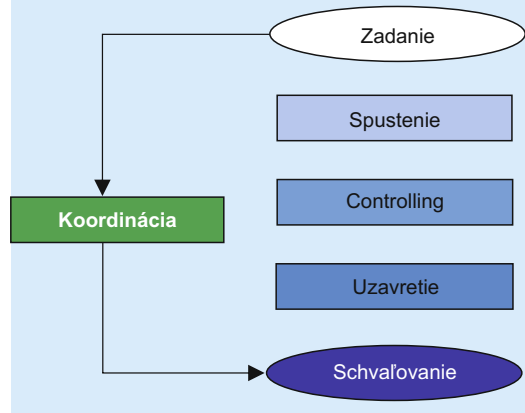 Zadanie
Spustenie
Controlling
Koordinácia
Uzavretie
Schvaľovanie